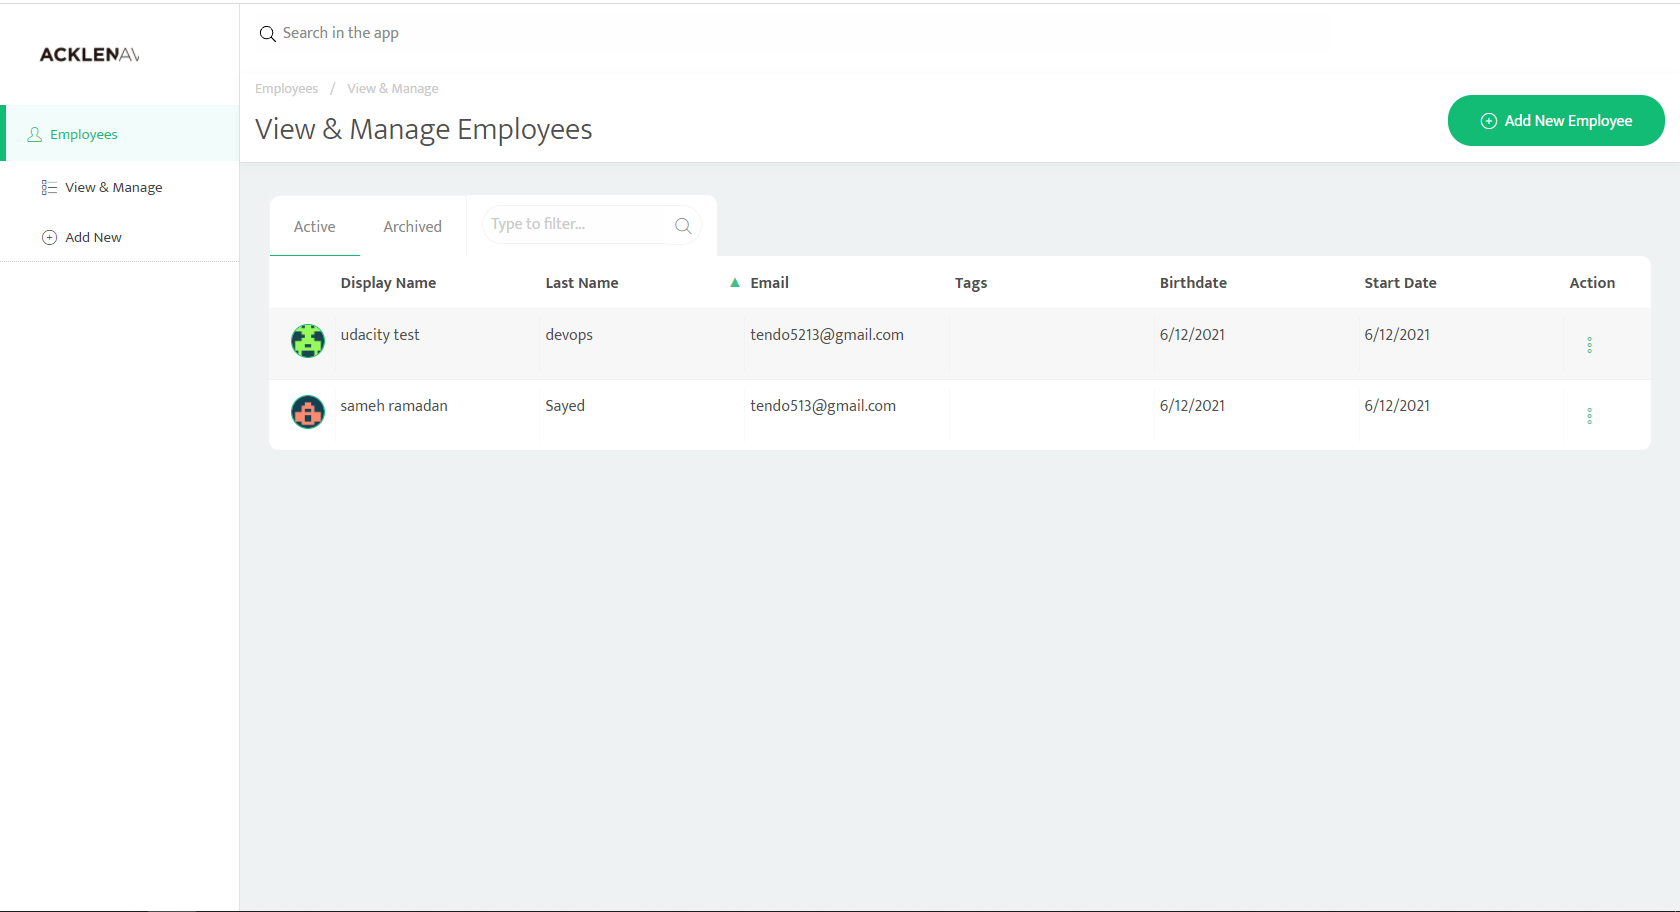 Search in the app
ACKLENAV
Employees / View & Manage
View & Manage Employees
Add New Employee
Employees
View & Manage
Add New
Active Archived Type to filter...
Display Name Last Name ▲ Email Tags Birthdate Start Date Action
udacity test devops tendo5213@gmail.com 6/12/2021 6/12/2021
sameh ramadan Sayed tendo513@gmail.com 6/12/2021 6/12/2021